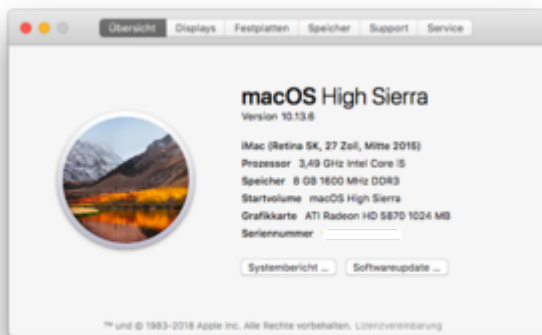 Übersicht Displays Festplatten Speicher Support Service
macOS High Sierra
Version 10.13.6
iMac (Retina 5K, 27 Zoll, Mitte 2015)
Prozessor 3,49 GHz Intel Core i5
Speicher 8 GB 1600 MHz DDR3
Startvolume macOS High Sierra
Grafikkarte ATI Radeon HD 5870 1024 MB
Seriennummer
Systembericht ... Softwareupdate ...
™ und © 1983-2018 Apple Inc. Alle Rechte vorbehalten. Lizenzvereinbarung